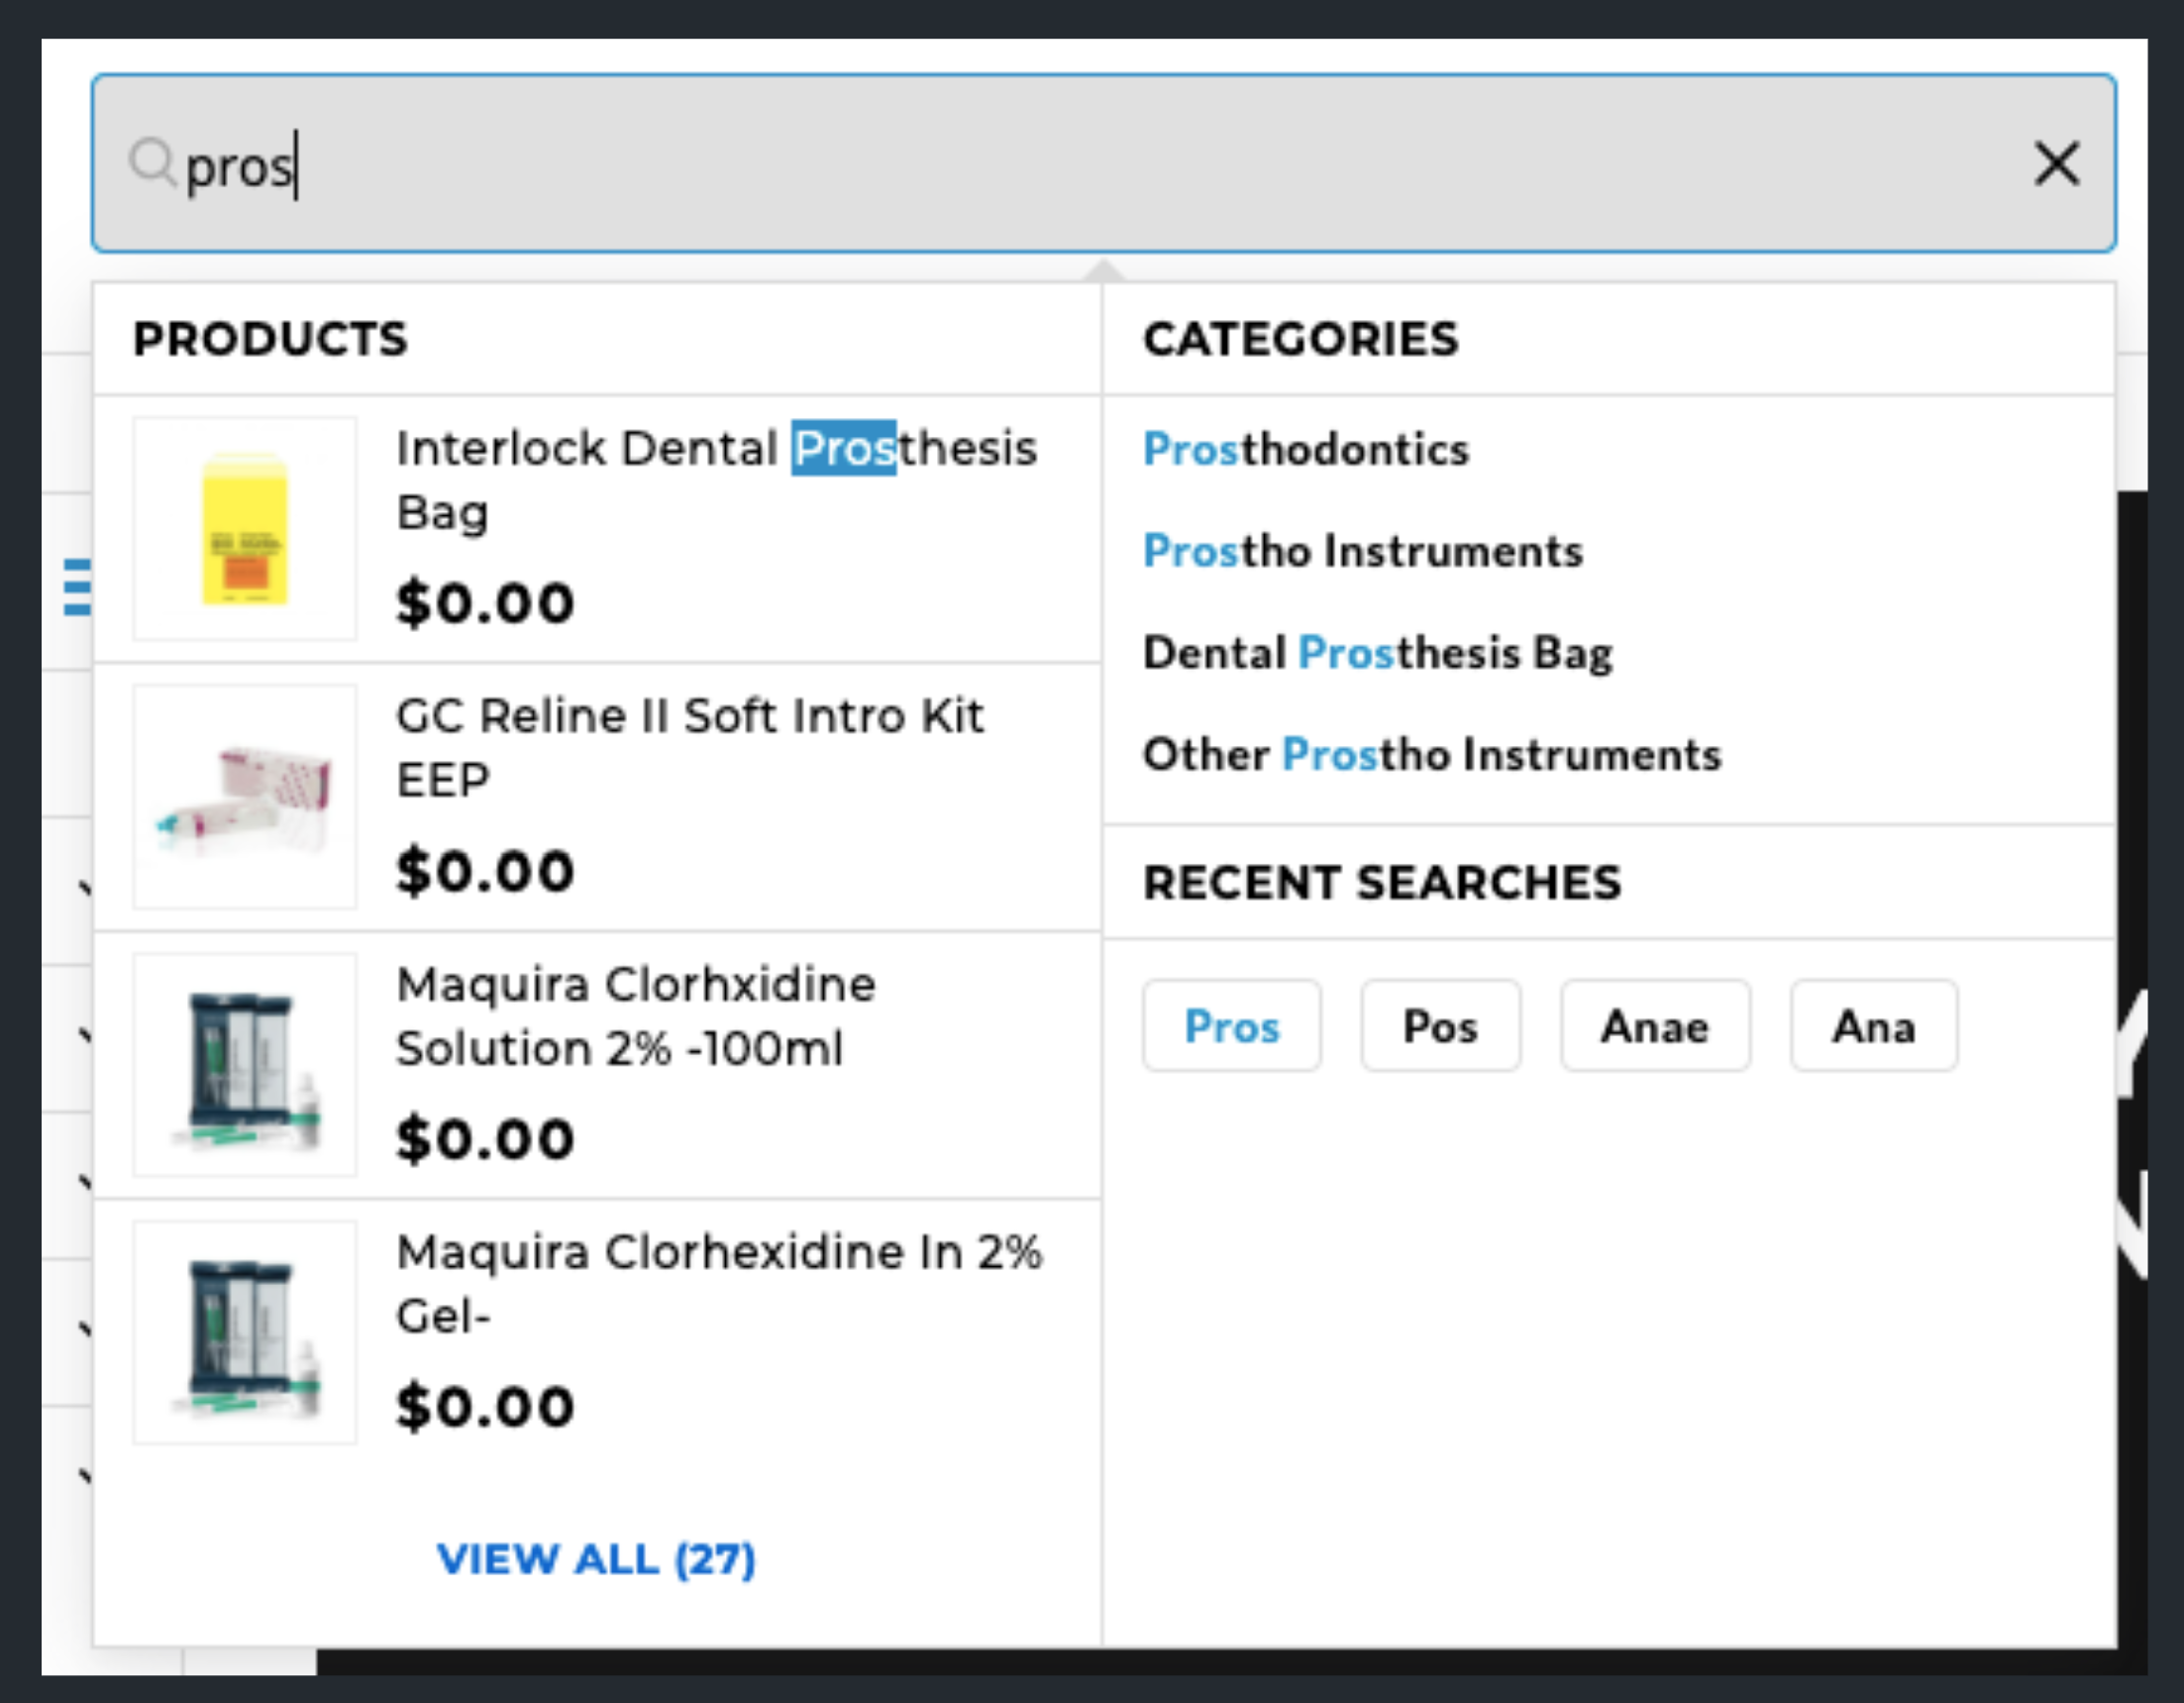 pros
PRODUCTS
Interlock Dental Prosthesis
Bag
$0.00
GC Reline II Soft Intro Kit
EEP
$0.00
Maquira Clorhxidine
Solution 2% -100ml
$0.00
Maquira Clorhexidine In 2%
Gel-
$0.00
VIEW ALL (27)
CATEGORIES
Prosthodontics
Prostho Instruments
Dental Prosthesis Bag
Other Prostho Instruments
RECENT SEARCHES
Pros Pos Anae Ana